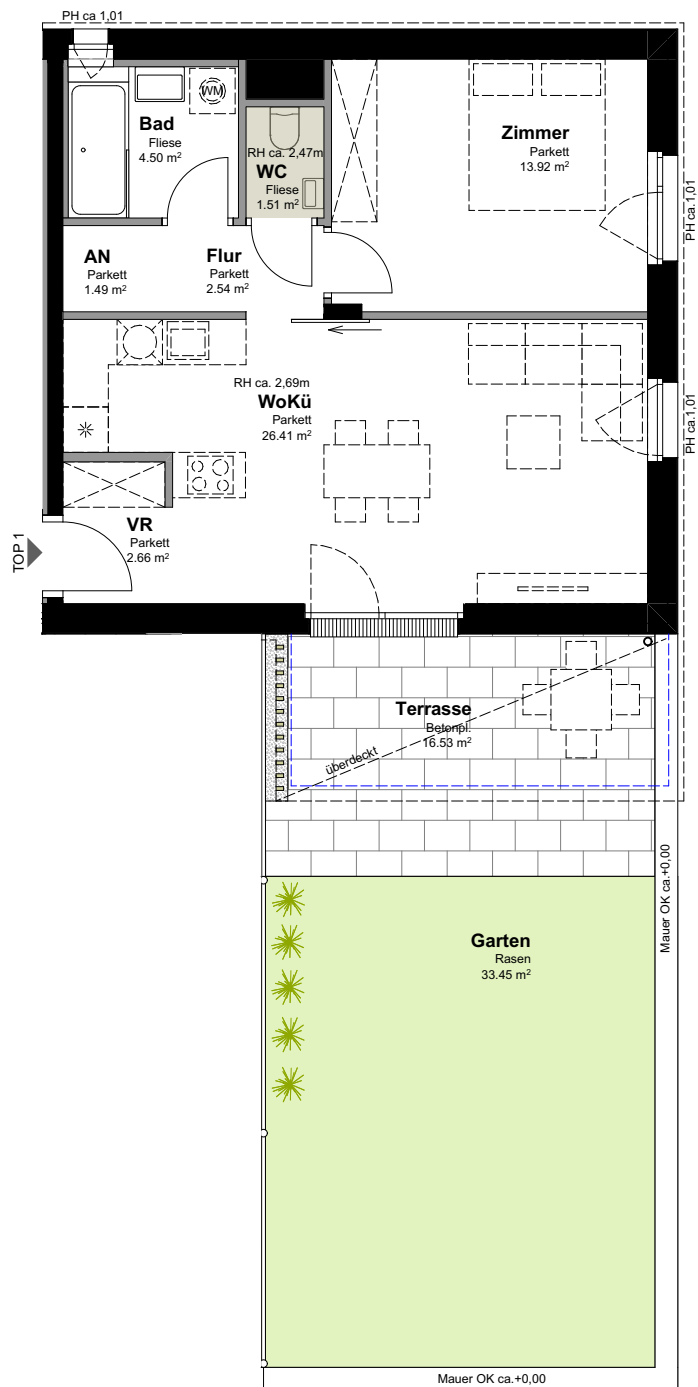 PH ca 1,01
WM
Bad
Fliese
4.50 m²
RH ca. 2,47m
WC
Fliese
1.51 m²
Zimmer
Parkett
13.92 m²
PH ca.1,01
AN
Parkett
1.49 m²
Flur
Parkett
2.54 m²
RH ca. 2,69m
WoKü
Parkett
26.41 m²
PH ca.1,01
VR
Parkett
2.66 m²
TOP 1
Terrasse
Betonpl.
16.53 m²
überdeckt
Mauer OK ca.+0,00
Garten
Rasen
33.45 m²
Mauer OK ca.+0,00